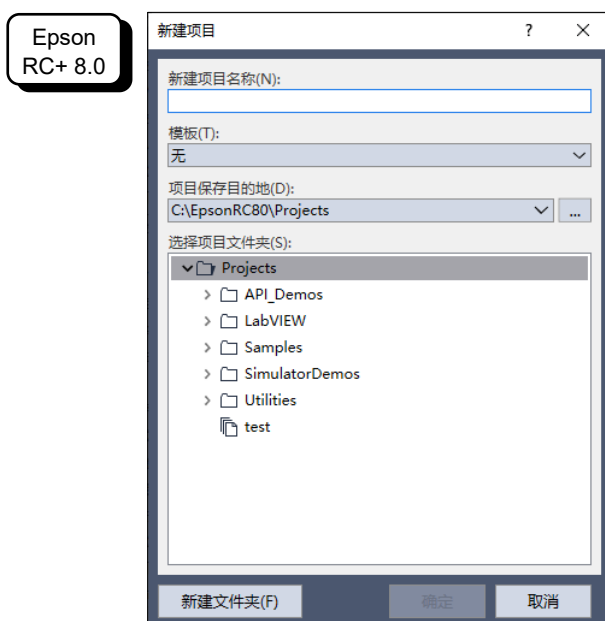 Epson
RC+ 8.0
新建项目
?
新建项目名称(N):
模板(T):
无
项目保存目的地(D):
C:\EpsonRC80\Projects
...
选择项目文件夹(S):
Projects
API_Demos
LabVIEW
Samples
SimulatorDemos
Utilities
test
新建文件夹(F)
确定
取消